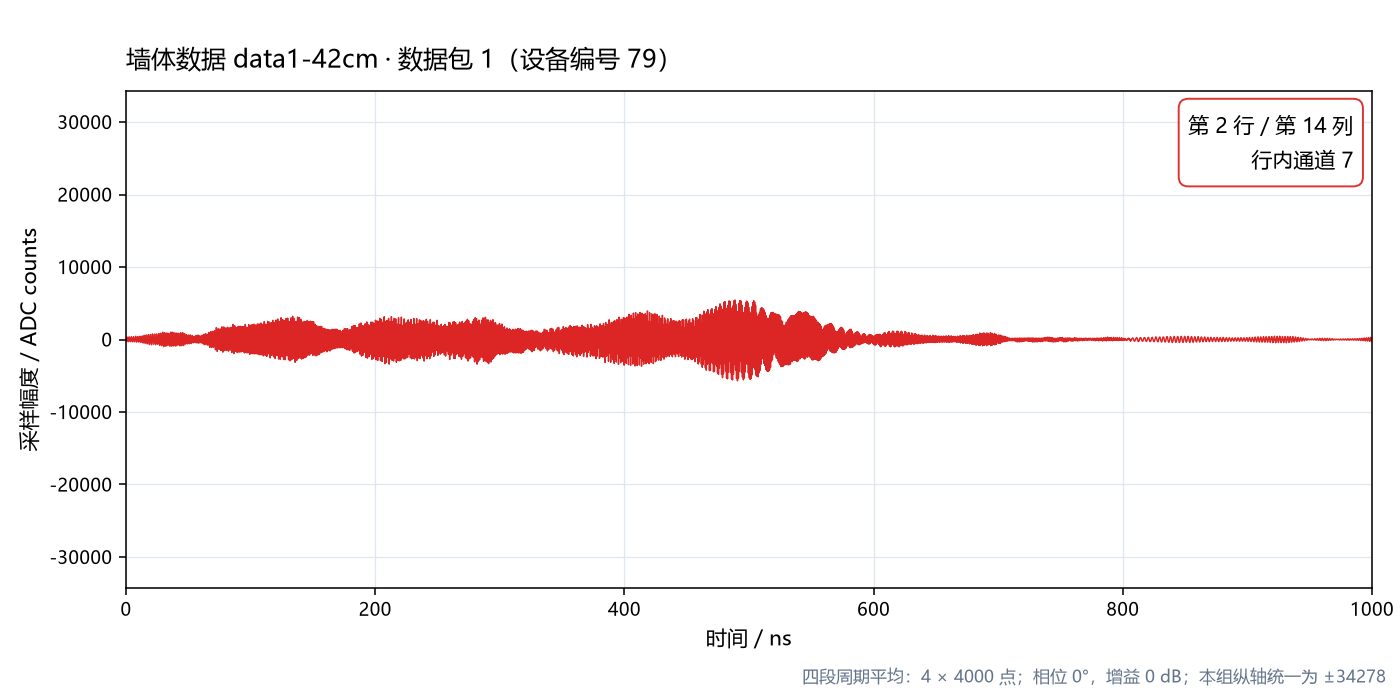 墙体数据 data1-42cm · 数据包 1（设备编号 79）
第 2 行 / 第 14 列
行内通道 7
采样幅度 / ADC counts
30000
20000
10000
0
-10000
-20000
-30000
0 200 400 600 800 1000
时间 / ns
四段周期平均：4 × 4000 点；相位 0°，增益 0 dB；本组纵轴统一为 ±34278